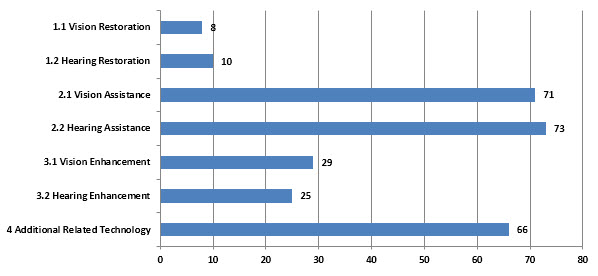 1.1 Vision Restoration 8
1.2 Hearing Restoration 10
2.1 Vision Assistance 71
2.2 Hearing Assistance 73
3.1 Vision Enhancement 29
3.2 Hearing Enhancement 25
4 Additional Related Technology 66
0 10 20 30 40 50 60 70 80